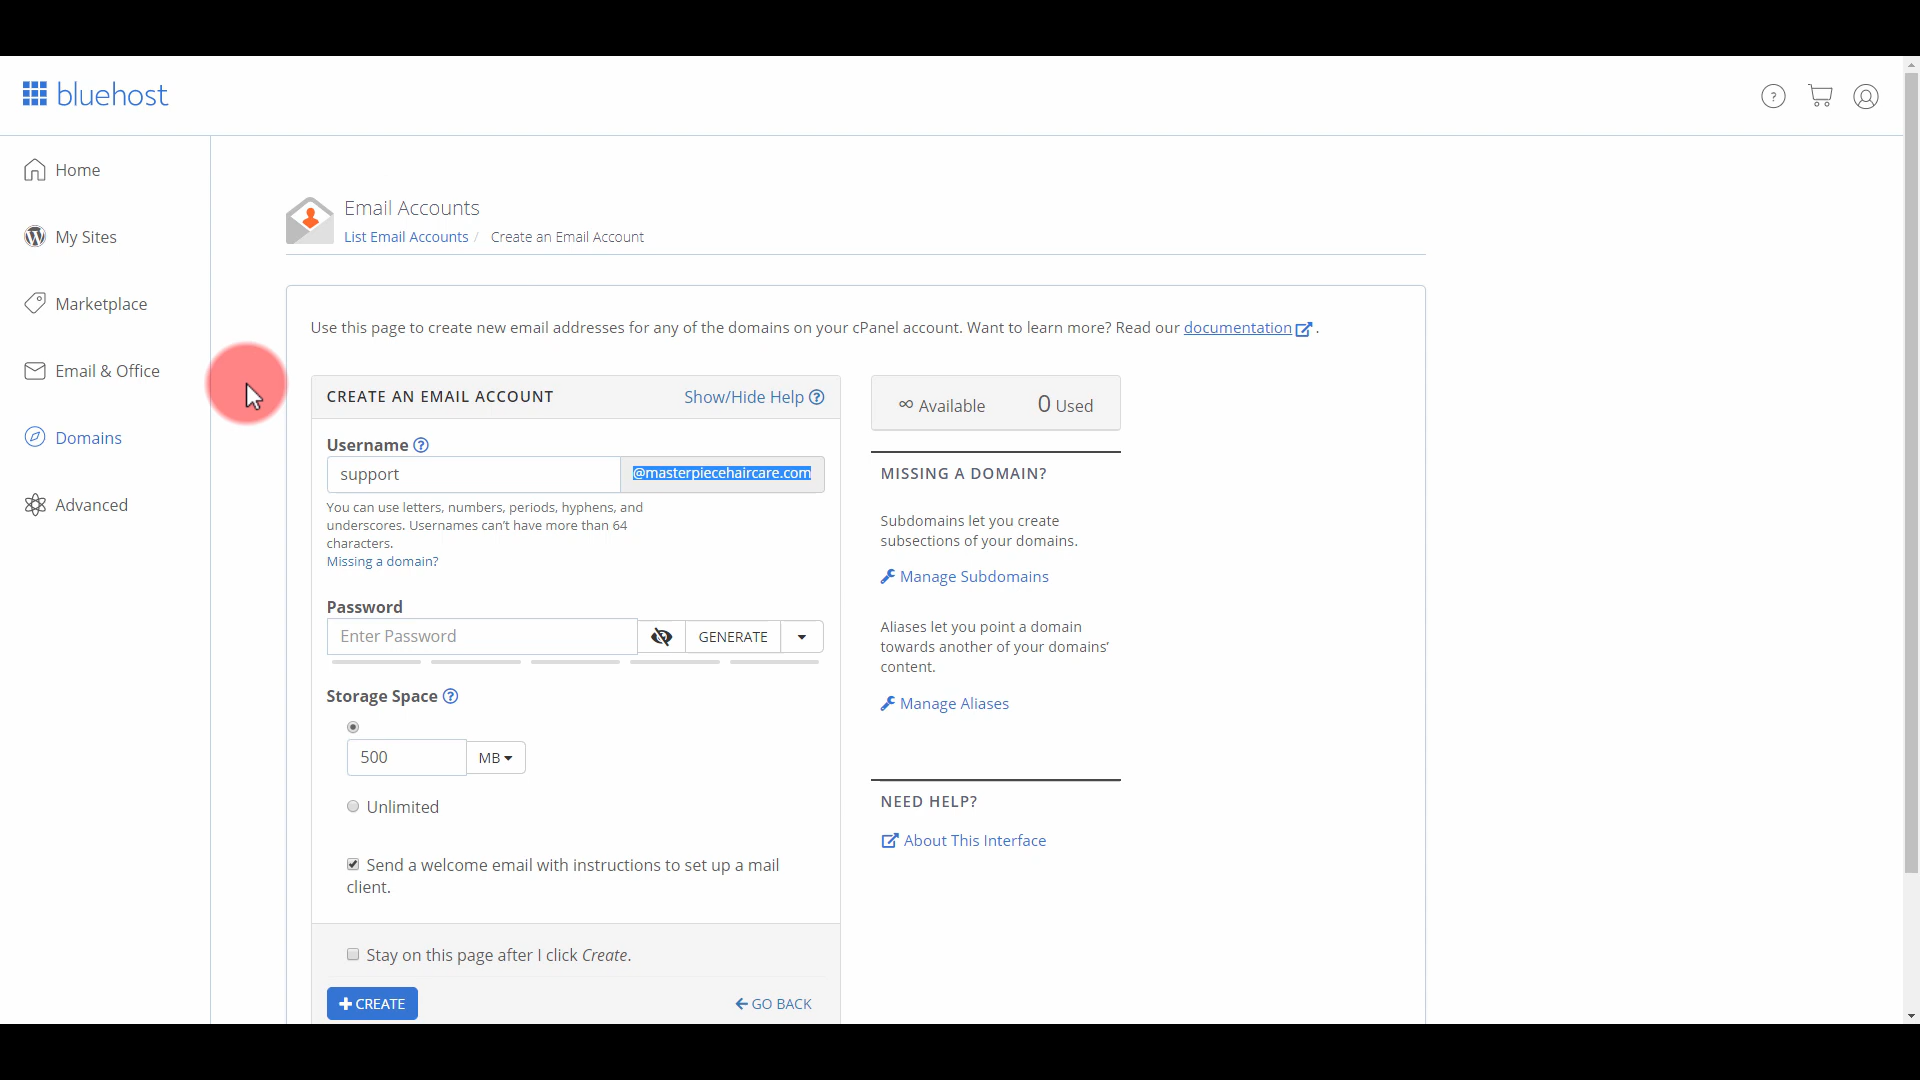 bluehost
?
Home
My Sites
Marketplace
Email & Office
Domains
Advanced
Email Accounts
List Email Accounts / Create an Email Account
Use this page to create new email addresses for any of the domains on your cPanel account. Want to learn more? Read our documentation .
CREATE AN EMAIL ACCOUNT
Show/Hide Help ?
Username ?
support
@masterpiecehaircare.com
You can use letters, numbers, periods, hyphens, and
underscores. Usernames can't have more than 64
characters.
Missing a domain?
Password
Enter Password
GENERATE
Storage Space ?
500
MB
Unlimited
Send a welcome email with instructions to set up a mail
client.
Stay on this page after I click Create.
CREATE
GO BACK
∞ Available
0 Used
MISSING A DOMAIN?
Subdomains let you create
subsections of your domains.
Manage Subdomains
Aliases let you point a domain
towards another of your domains'
content.
Manage Aliases
NEED HELP?
About This Interface